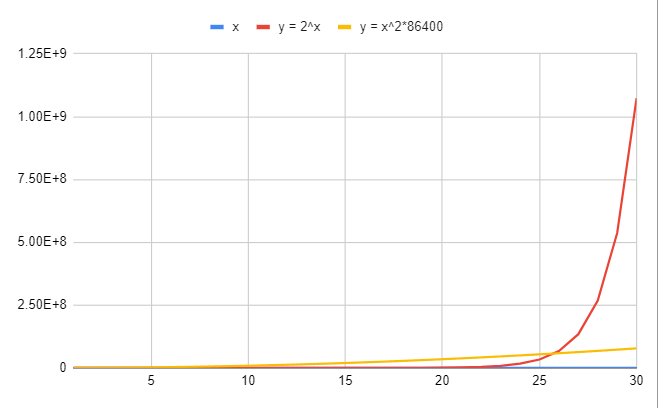 x y = 2^x y = x^2*86400
1.25E+9
1.00E+9
7.50E+8
5.00E+8
2.50E+8
0
5 10 15 20 25 30